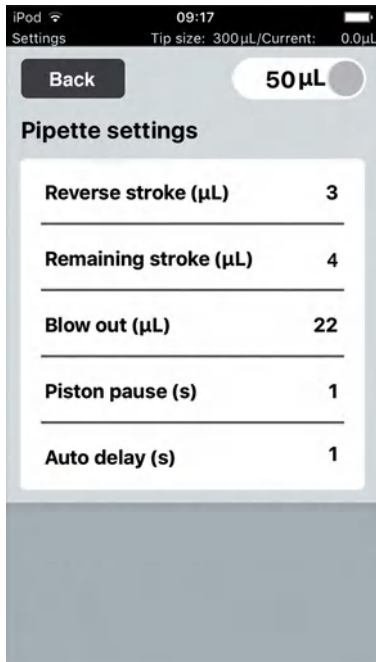 iPod 09:17
Settings Tip size: 300µL/Current: 0.0µL
Back 50µL
Pipette settings
Reverse stroke (µL) 3
Remaining stroke (µL) 4
Blow out (µL) 22
Piston pause (s) 1
Auto delay (s) 1